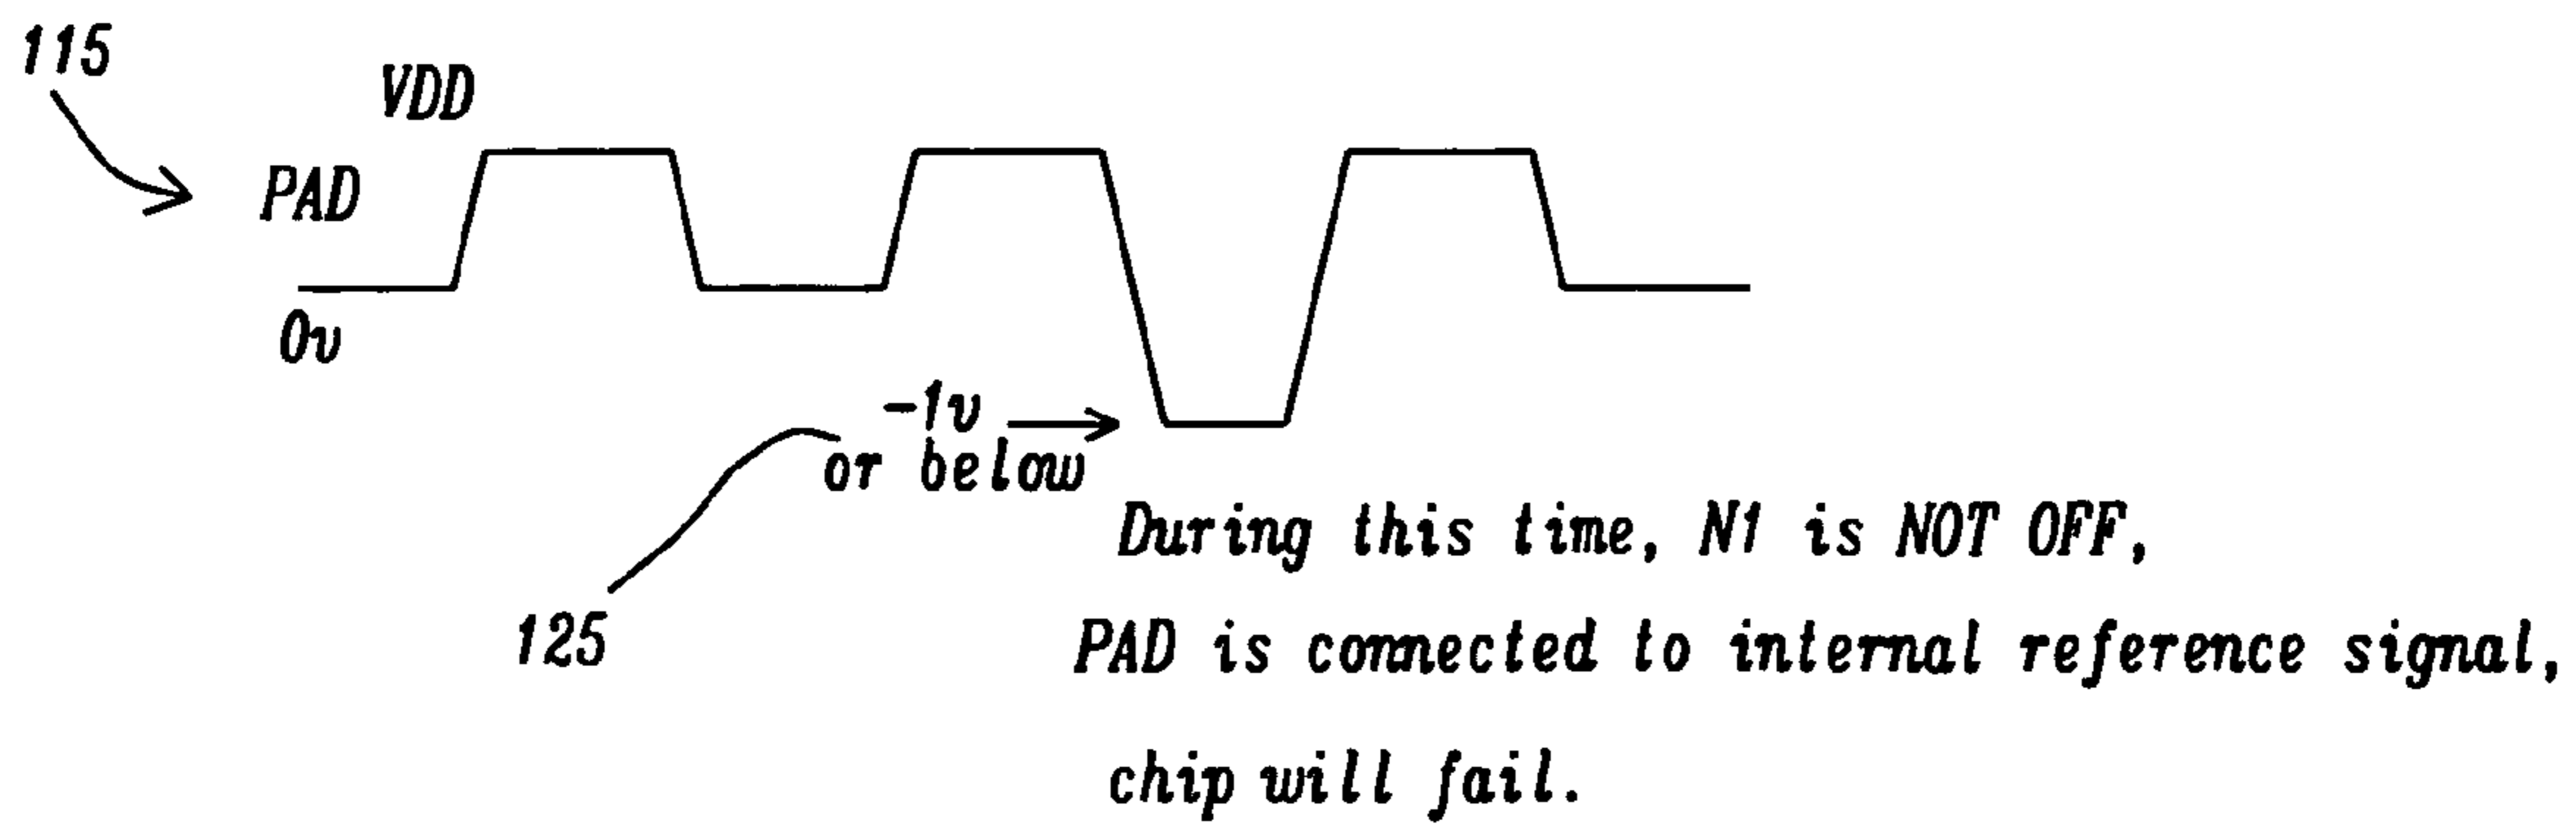 115
VDD
PAD
0v
-1v
or below
125
During this time, N1 is NOT OFF,
PAD is connected to internal reference signal,
chip will fail.